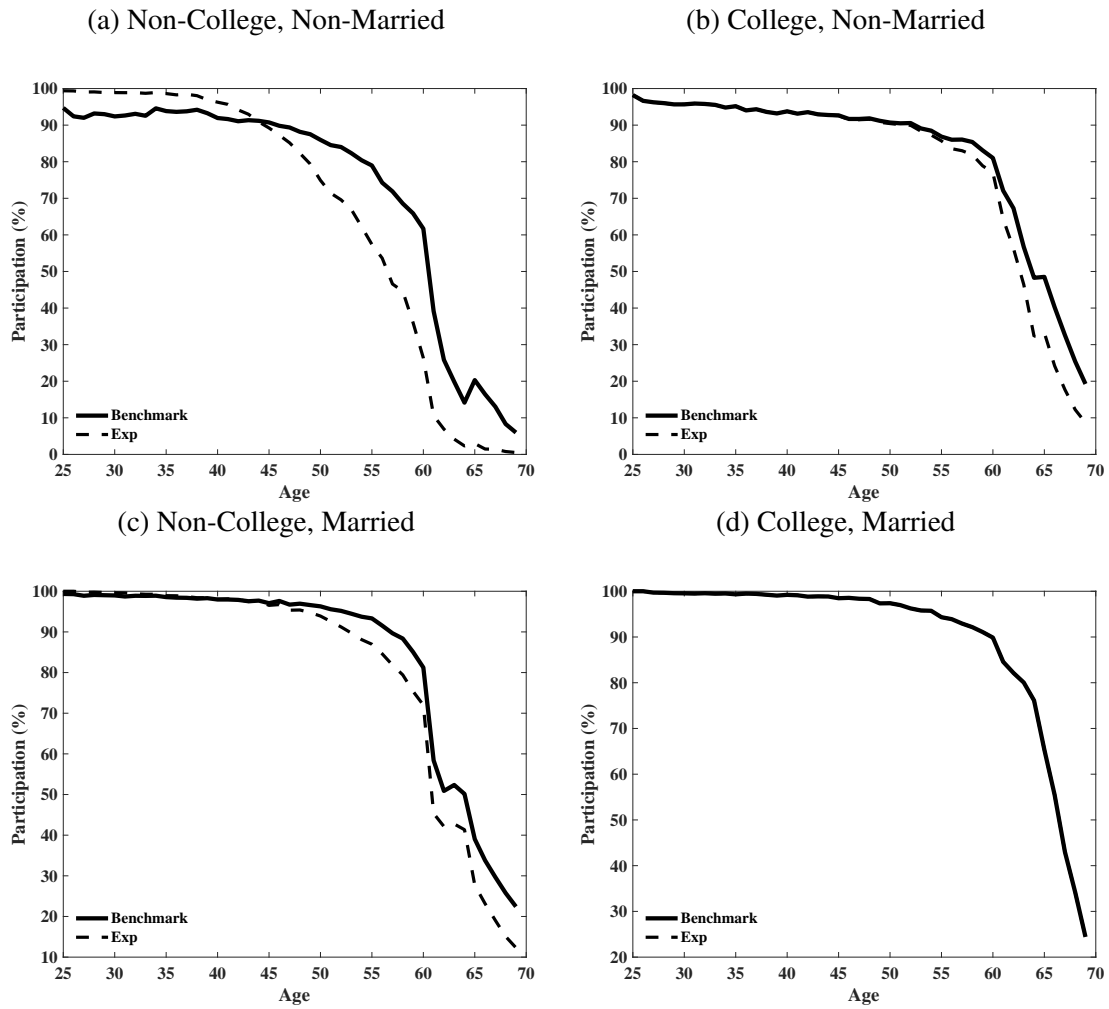 (a) Non-College, Non-Married
100
90
80
70
60
50
40
30
20
10
0
Participation (%)
Benchmark
Exp
25 30 35 40 45 50 55 60 65 70
Age
(b) College, Non-Married
100
90
80
70
60
50
40
30
20
10
0
Participation (%)
Benchmark
Exp
25 30 35 40 45 50 55 60 65 70
Age
(c) Non-College, Married
100
90
80
70
60
50
40
30
20
10
Participation (%)
Benchmark
Exp
25 30 35 40 45 50 55 60 65 70
Age
(d) College, Married
100
90
80
70
60
50
40
30
20
Participation (%)
Benchmark
Exp
25 30 35 40 45 50 55 60 65 70
Age